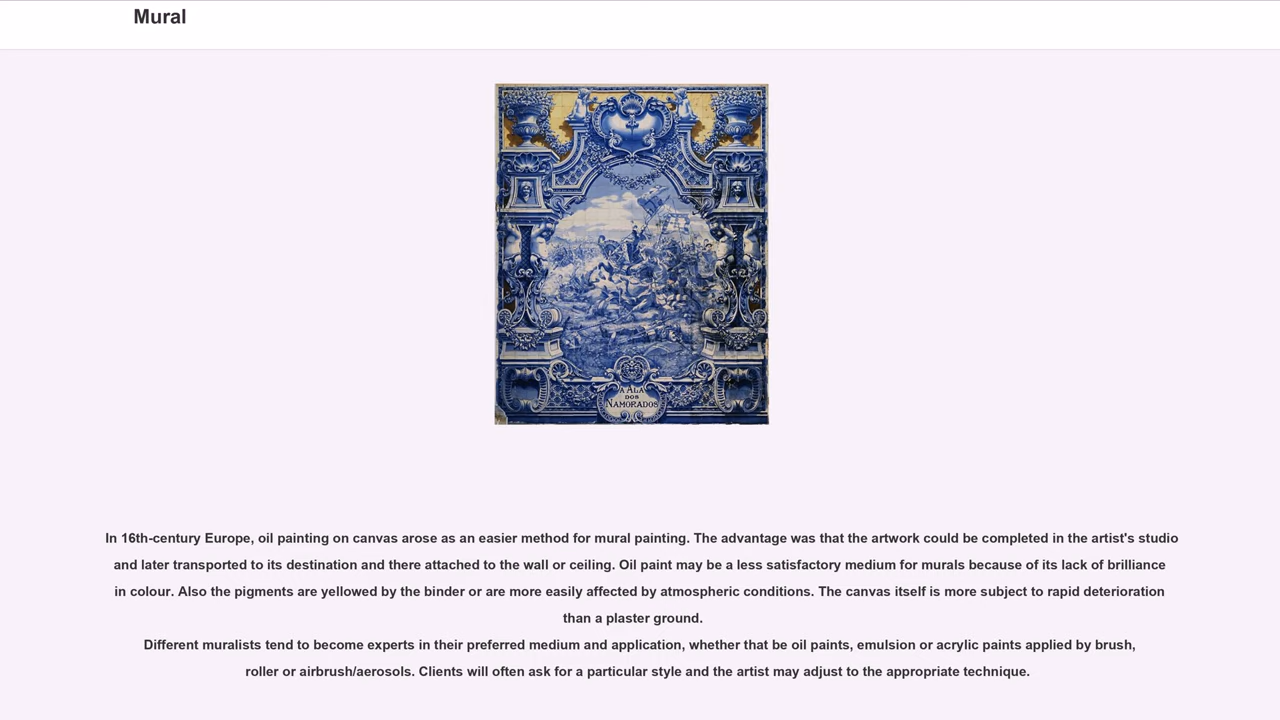 Mural
A ALA
DOS
NAMORADOS
In 16th-century Europe, oil painting on canvas arose as an easier method for mural painting. The advantage was that the artwork could be completed in the artist's studio
and later transported to its destination and there attached to the wall or ceiling. Oil paint may be a less satisfactory medium for murals because of its lack of brilliance
in colour. Also the pigments are yellowed by the binder or are more easily affected by atmospheric conditions. The canvas itself is more subject to rapid deterioration
than a plaster ground.
Different muralists tend to become experts in their preferred medium and application, whether that be oil paints, emulsion or acrylic paints applied by brush,
roller or airbrush/aerosols. Clients will often ask for a particular style and the artist may adjust to the appropriate technique.